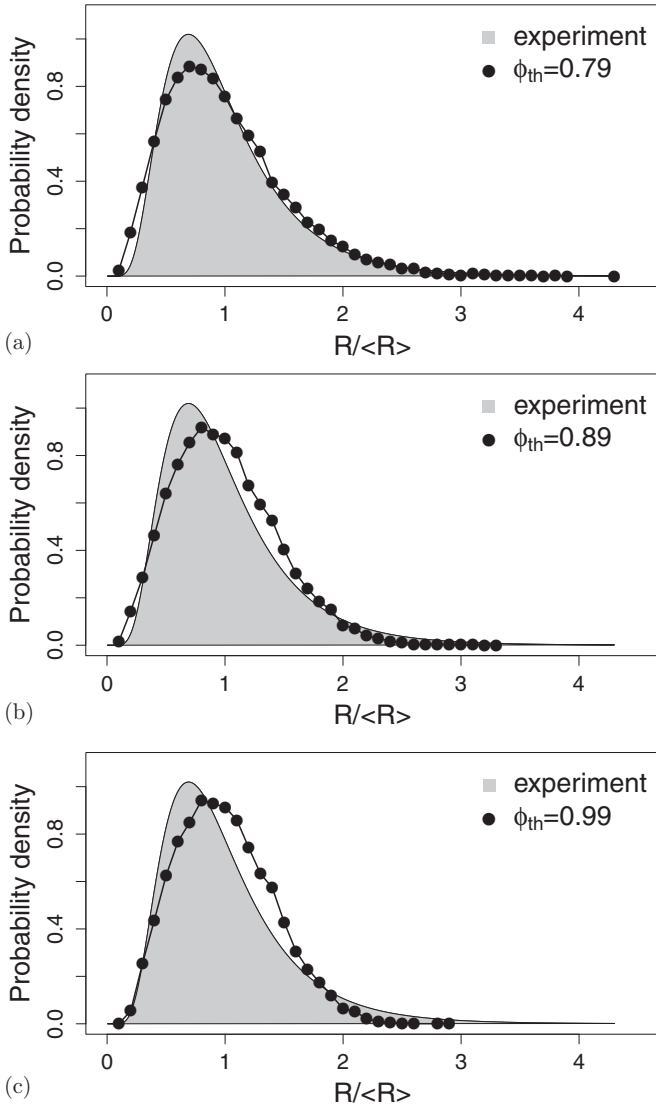 experiment
ϕth=0.79
Probability density
0.0 0.4 0.8
0 1 2 3 4
R/<R>
(a)
experiment
ϕth=0.89
Probability density
0.0 0.4 0.8
0 1 2 3 4
R/<R>
(b)
experiment
ϕth=0.99
Probability density
0.0 0.4 0.8
0 1 2 3 4
R/<R>
(c)